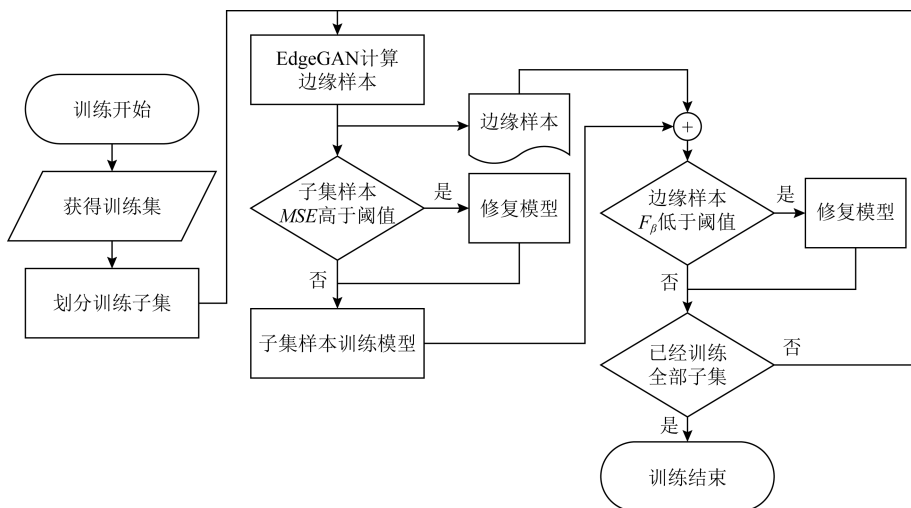 训练开始
获得训练集
划分训练子集
EdgeGAN计算
边缘样本
边缘样本
子集样本
MSE高于阈值
是
修复模型
否
子集样本训练模型
+
边缘样本
Fβ低于阈值
是
修复模型
否
已经训练
全部子集
否
是
训练结束